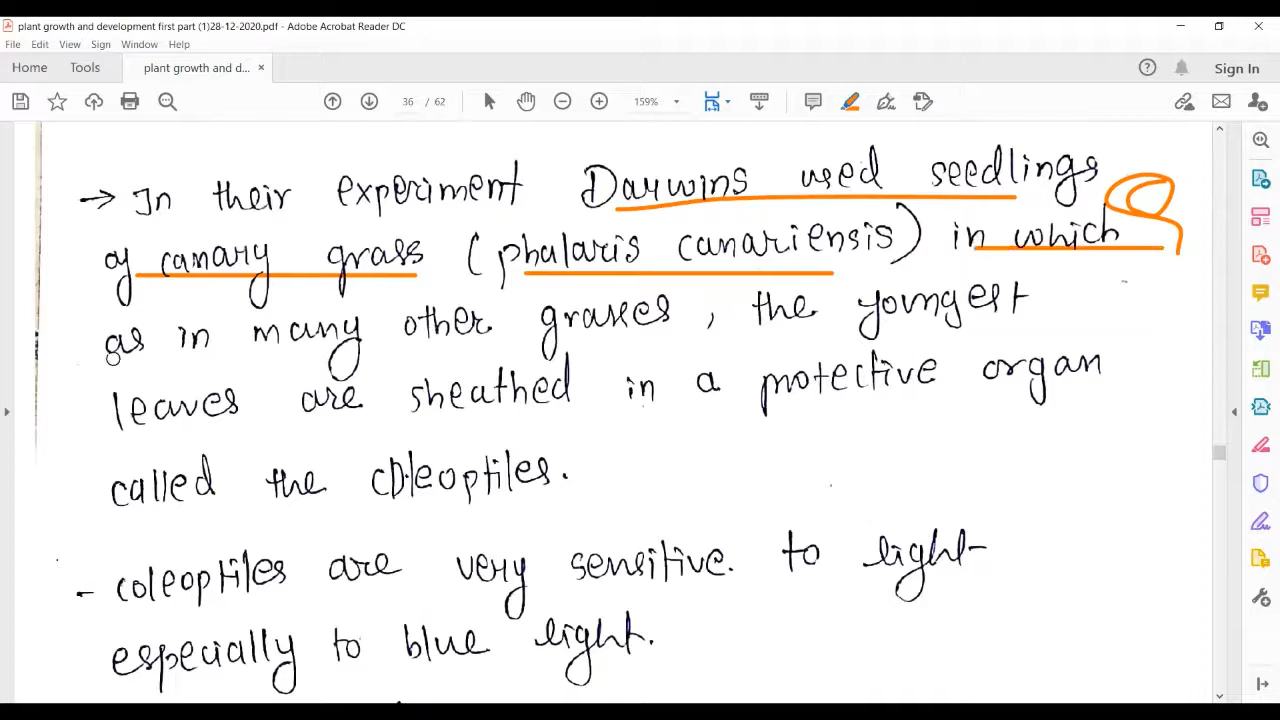 plant growth and development first part (1)28-12-2020.pdf - Adobe Acrobat Reader DC
File Edit View Sign Window Help
Home Tools plant growth and d... × Sign In
36 / 62 159%
→ In their experiment Darwins used seedlings
of canary grass (phalaris canariensis) in which
as in many other grasses, the youngest
leaves are sheathed in a protective organ
called the coleoptiles.
- coleoptiles are very sensitive. to light-
especially to blue light.